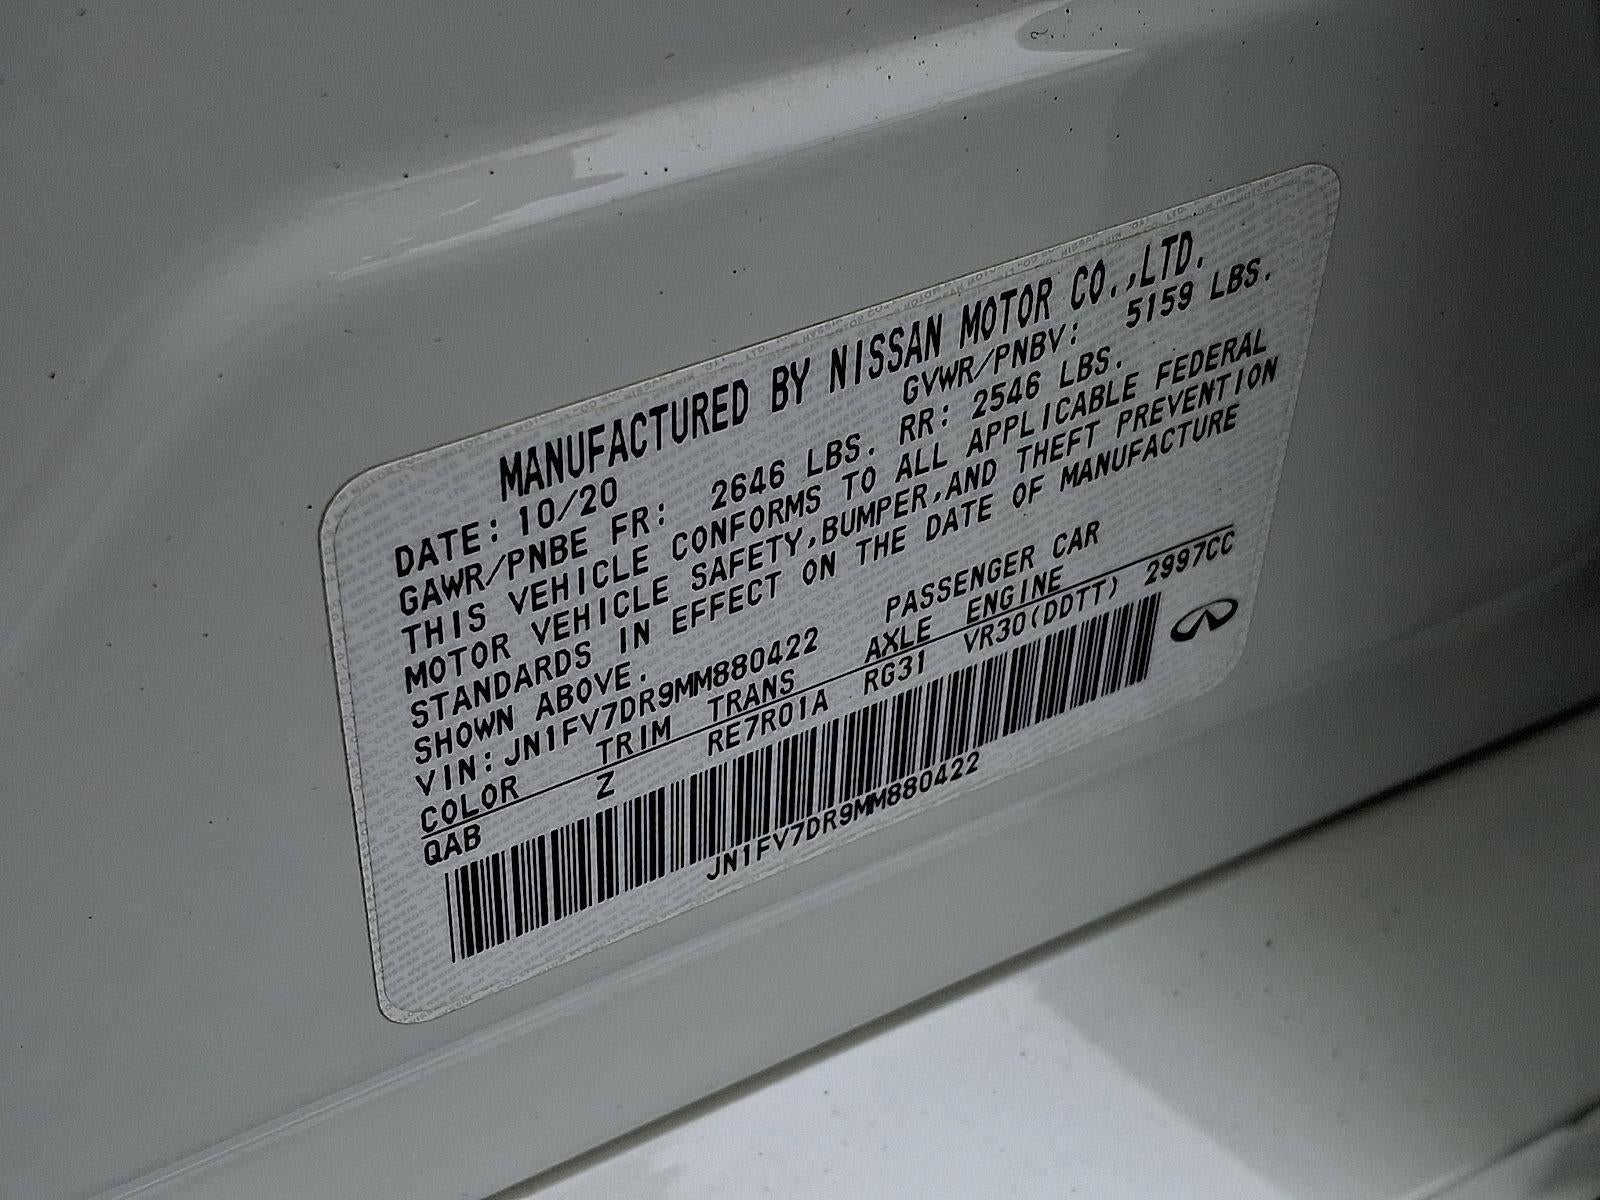 MANUFACTURED BY NISSAN MOTOR CO.,LTD.
DATE: 10/20 GVWR/PNBV: 5159 LBS.
GAWR/PNBE FR: 2646 LBS. RR: 2546 LBS.
THIS VEHICLE CONFORMS TO ALL APPLICABLE FEDERAL
MOTOR VEHICLE SAFETY,BUMPER,AND THEFT PREVENTION
STANDARDS IN EFFECT ON THE DATE OF MANUFACTURE
SHOWN ABOVE.
VIN: JN1FV7DR9MM880422 PASSENGER CAR
COLOR TRIM TRANS AXLE ENGINE
QAB Z RE7R01A RG31 VR30(DDTT) 2997CC
JN1FV7DR9MM880422